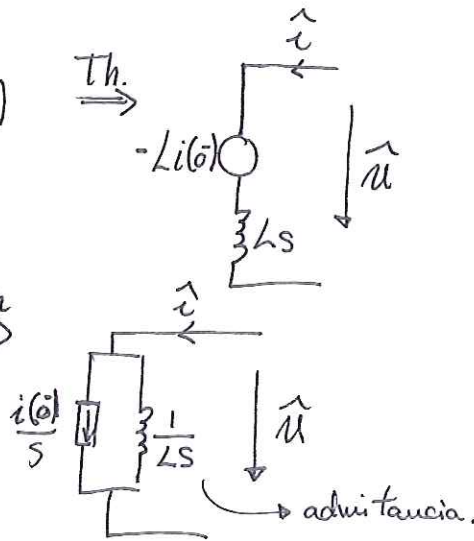 î
Th.
-Li(0⁻)
û
LS
î
i(0⁻)/S
1/LS
û
admitancia.